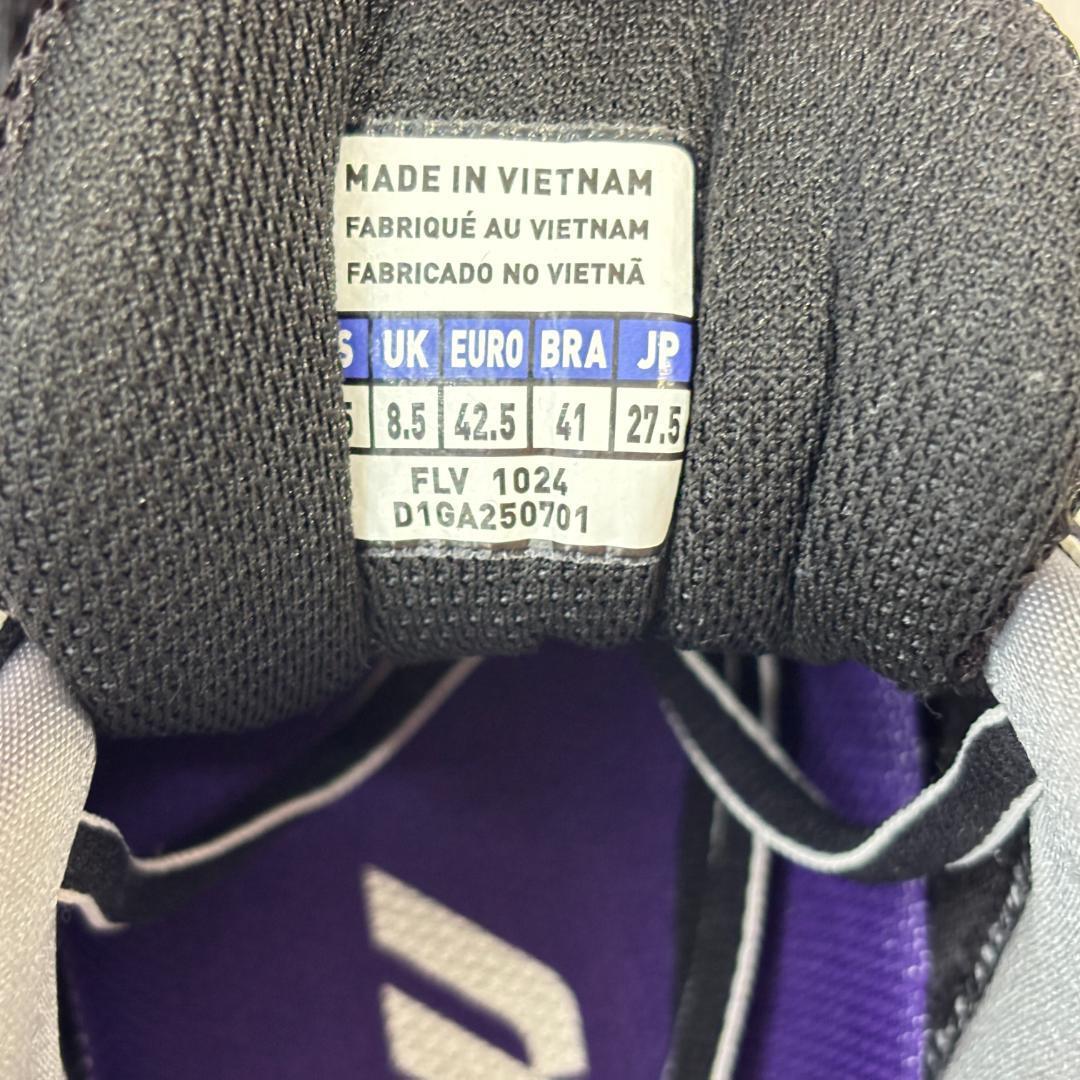 MADE IN VIETNAM
FABRIQUÉ AU VIETNAM
FABRICADO NO VIETNÃ
S UK EURO BRA JP
5 8.5 42.5 41 27.5
FLV 1024
D1GA250701